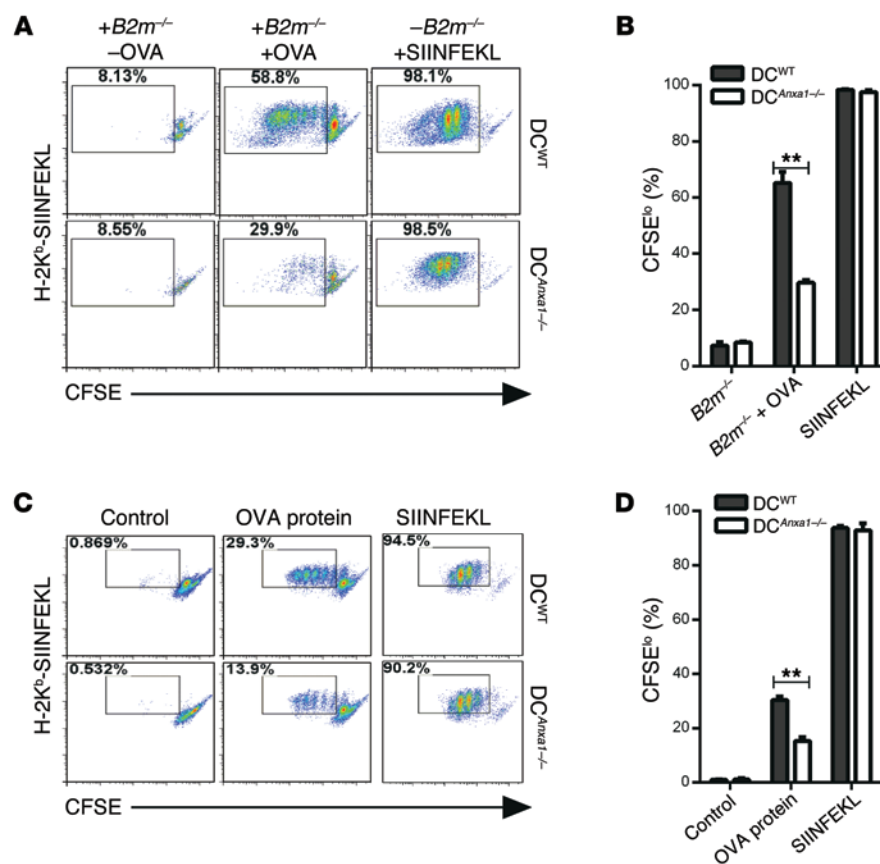 A
+B2m⁻/⁻ +B2m⁻/⁻ –B2m⁻/⁻
–OVA +OVA +SIINFEKL
8.13% 58.8% 98.1%
DCᵂᵀ
8.55% 29.9% 98.5%
DCAnxa1–/–
H-2Kᵇ-SIINFEKL
CFSE
B
100
80
60
40
20
0
CFSEˡᵒ (%)
DCᵂᵀ
DCAnxa1–/–
**
B2m⁻/⁻
B2m⁻/⁻ + OVA
SIINFEKL
C
Control OVA protein SIINFEKL
0.869% 29.3% 94.5%
DCᵂᵀ
0.532% 13.9% 90.2%
DCAnxa1–/–
H-2Kᵇ-SIINFEKL
CFSE
D
100
80
60
40
20
0
CFSEˡᵒ (%)
DCᵂᵀ
DCAnxa1–/–
**
Control
OVA protein
SIINFEKL